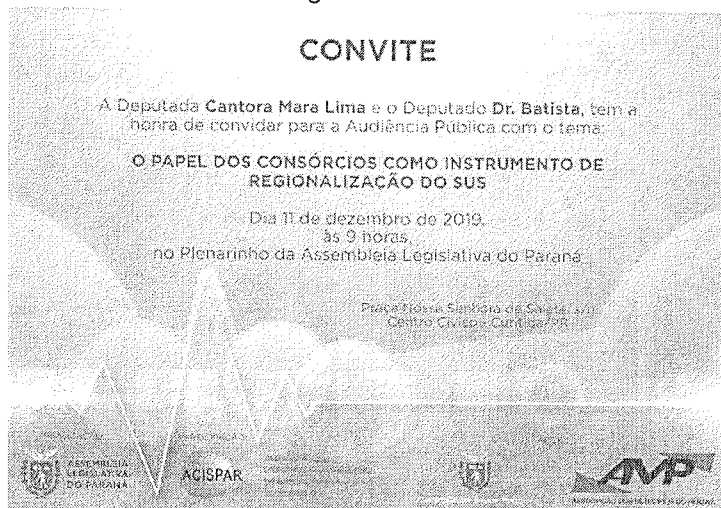 CONVITE
A Deputada Cantora Mara Lima e o Deputado Dr. Batista, tem a
honra de convidar para a Audiência Pública com o tema:
O PAPEL DOS CONSÓRCIOS COMO INSTRUMENTO DE
REGIONALIZAÇÃO DO SUS
Dia 11 de dezembro de 2019,
às 9 horas,
no Plenarinho da Assembleia Legislativa do Paraná
Praça Nossa Senhora de Salete, s/n
Centro Cívico - Curitiba/PR
ASSEMBLEIA
LEGISLATIVA
DO PARANÁ
ACISPAR
AMP